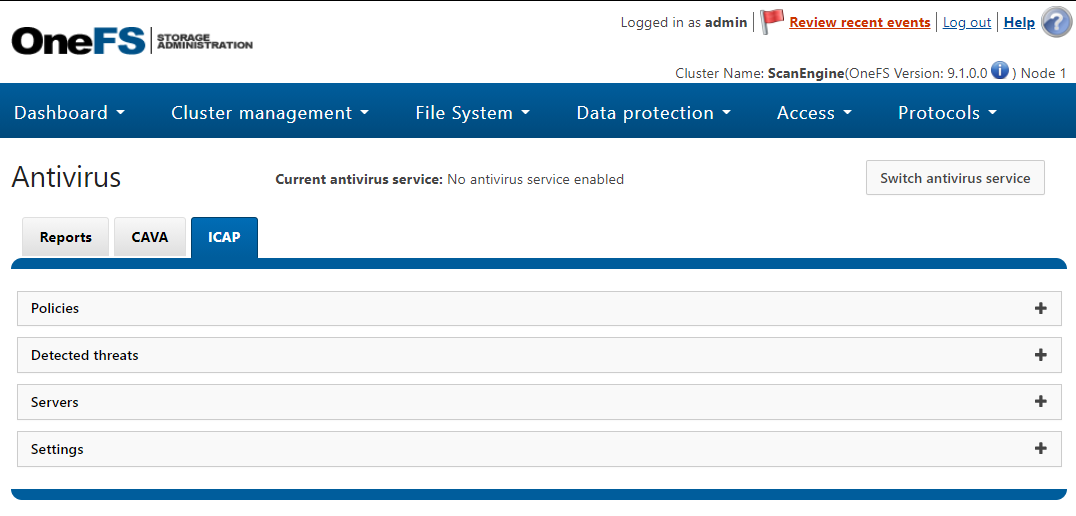 Logged in as admin Review recent events Log out Help ?
OneFS STORAGE ADMINISTRATION
Cluster Name: ScanEngine(OneFS Version: 9.1.0.0 i ) Node 1
Dashboard Cluster management File System Data protection Access Protocols
Antivirus Current antivirus service: No antivirus service enabled Switch antivirus service
Reports CAVA ICAP
Policies
Detected threats
Servers
Settings